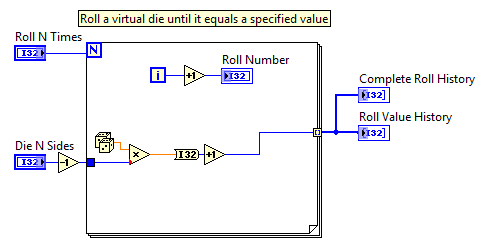 Roll a virtual die until it equals a specified value
Roll N Times
I32
N
Roll Number
i
+1
I32
Complete Roll History
I32
Roll Value History
I32
Die N Sides
I32
-1
x
I32
+1